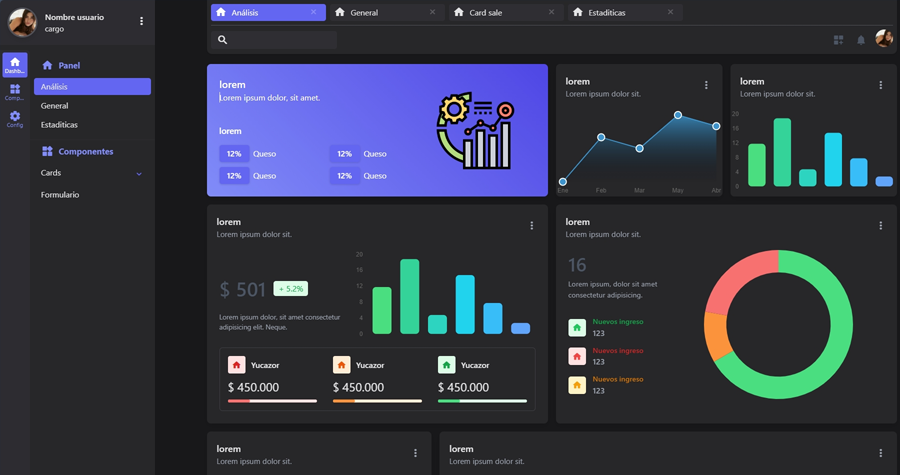 Nombre usuario
cargo
Dashb...
Comp...
Config
Panel
Análisis
General
Estadíticas
Componentes
Cards
Formulario
Análisis
General
Card sale
Estadíticas
lorem
Lorem ipsum dolor, sit amet.
lorem
12% Queso
12% Queso
12% Queso
12% Queso
lorem
Lorem ipsum dolor sit.
Ene Feb Mar May Abr
lorem
Lorem ipsum dolor sit.
20
16
12
8
4
0
lorem
Lorem ipsum dolor sit.
$ 501 + 5.2%
Lorem ipsum dolor, sit amet consectetur
adipisicing elit. Neque.
20
16
12
8
4
0
Yucazor
$ 450.000
Yucazor
$ 450.000
Yucazor
$ 450.000
lorem
Lorem ipsum dolor sit.
16
Lorem ipsum, dolor sit amet
consectetur adipisicing.
Nuevos ingreso
123
Nuevos ingreso
123
Nuevos ingreso
123
lorem
Lorem ipsum dolor sit.
lorem
Lorem ipsum dolor sit.